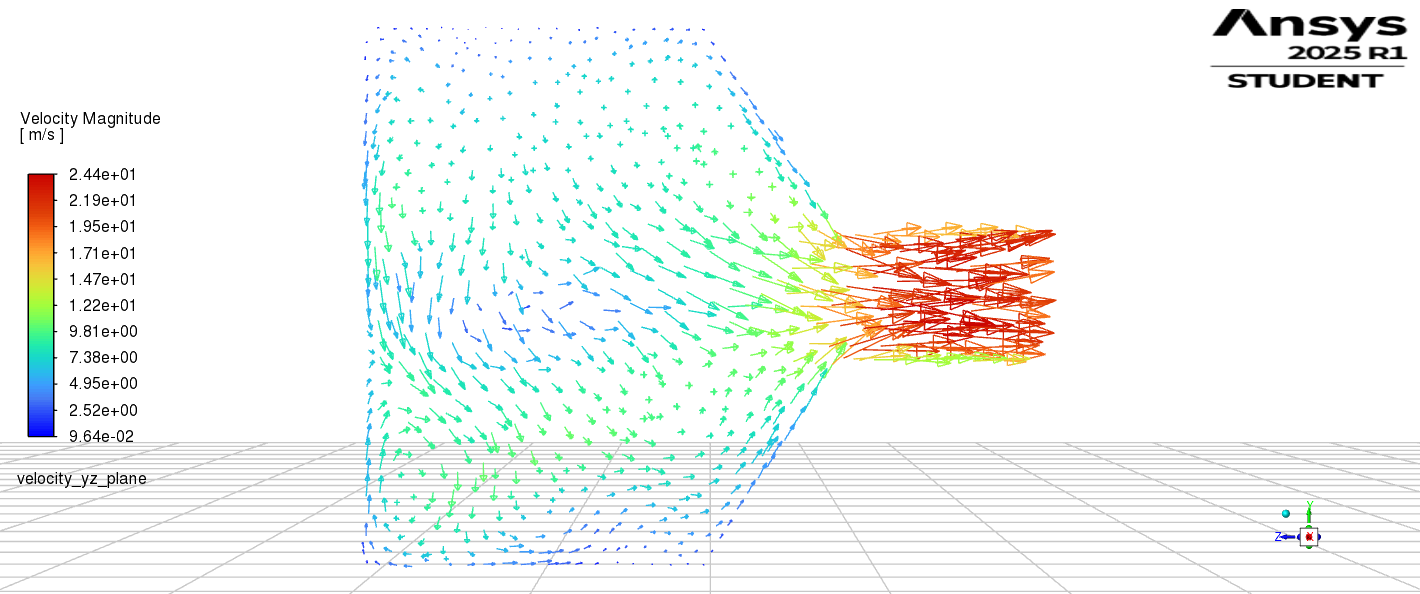 Ansys
2025 R1
STUDENT
Velocity Magnitude
[ m/s ]
2.44e+01
2.19e+01
1.95e+01
1.71e+01
1.47e+01
1.22e+01
9.81e+00
7.38e+00
4.95e+00
2.52e+00
9.64e-02
velocity_yz_plane
Y
Z
X